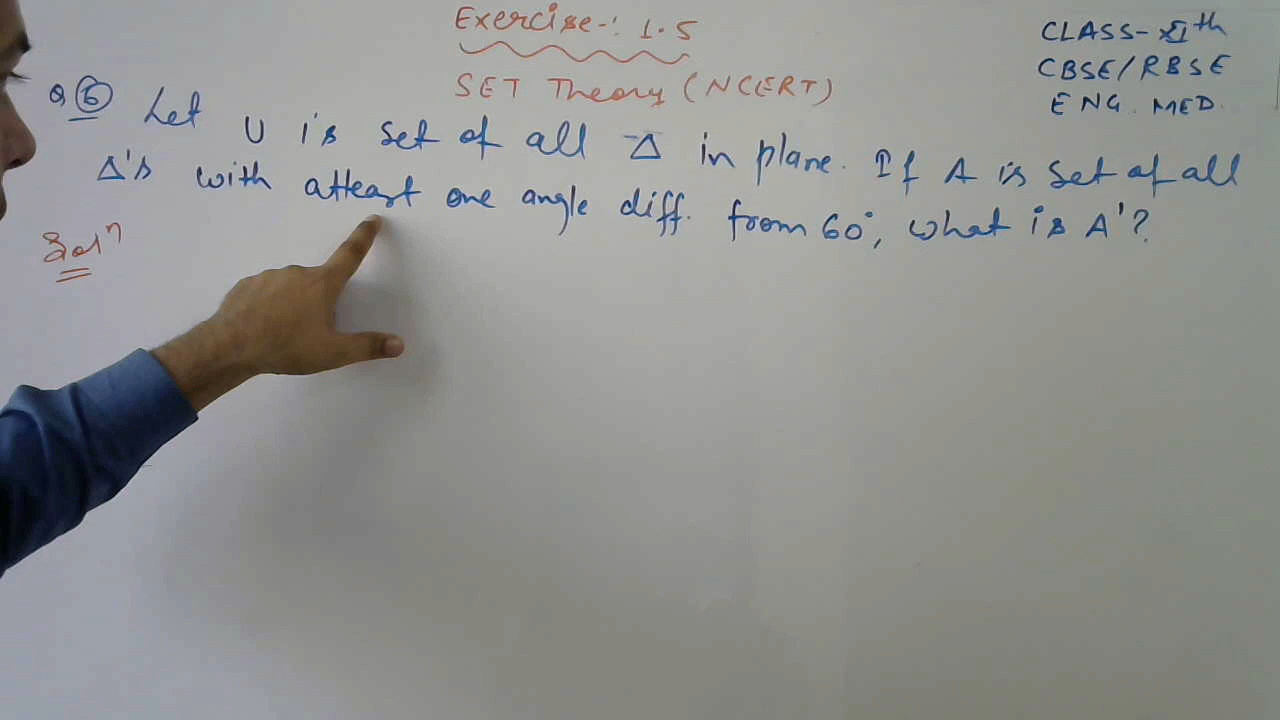 Exercise-: 1.5
SET Theory (NCERT)
CLASS-XIth
CBSE/RBSE
ENG. MED.
Q 6 Let U is set of all Δ in plane. If A is set of all
Δ's with atleast one angle diff. from 60°, what is A'?
Solⁿ